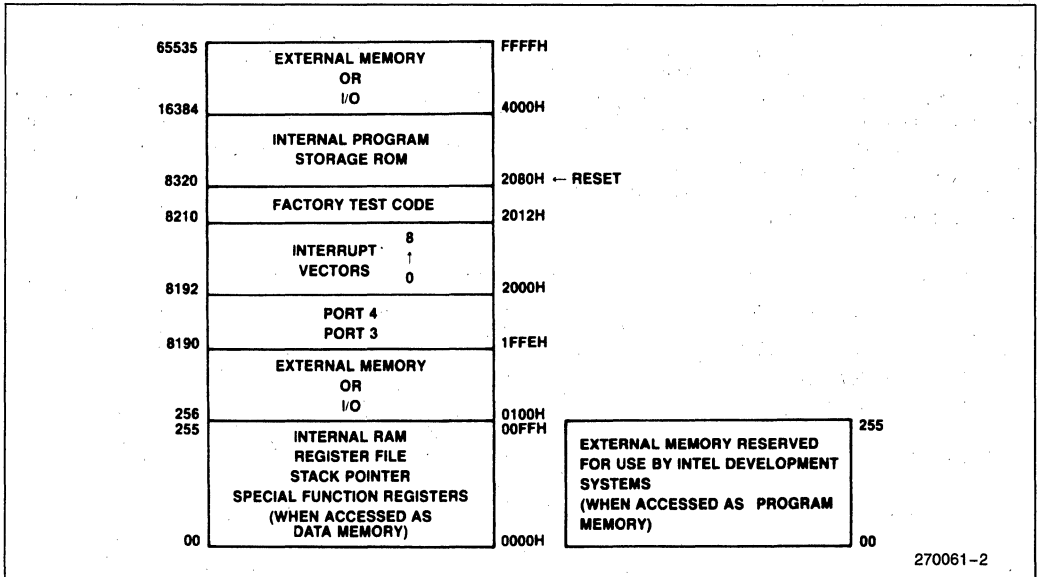 65535 FFFFH
EXTERNAL MEMORY
OR
I/O
16384 4000H
INTERNAL PROGRAM
STORAGE ROM
8320 2080H ← RESET
FACTORY TEST CODE
8210 2012H
8
INTERRUPT ↑
VECTORS 0
8192 2000H
PORT 4
PORT 3
8190 1FFEH
EXTERNAL MEMORY
OR
I/O
256 0100H
255 00FFH
INTERNAL RAM
REGISTER FILE
STACK POINTER
SPECIAL FUNCTION REGISTERS
(WHEN ACCESSED AS
DATA MEMORY)
00 0000H
255
EXTERNAL MEMORY RESERVED
FOR USE BY INTEL DEVELOPMENT
SYSTEMS
(WHEN ACCESSED AS PROGRAM
MEMORY)
00
270061-2